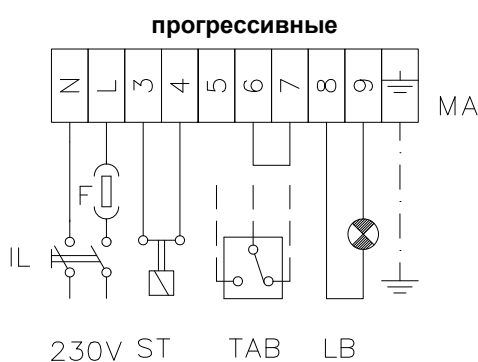 прогрессивные
N L 3 4 5 6 7 8 9
MA
F
IL
230V ST TAB LB